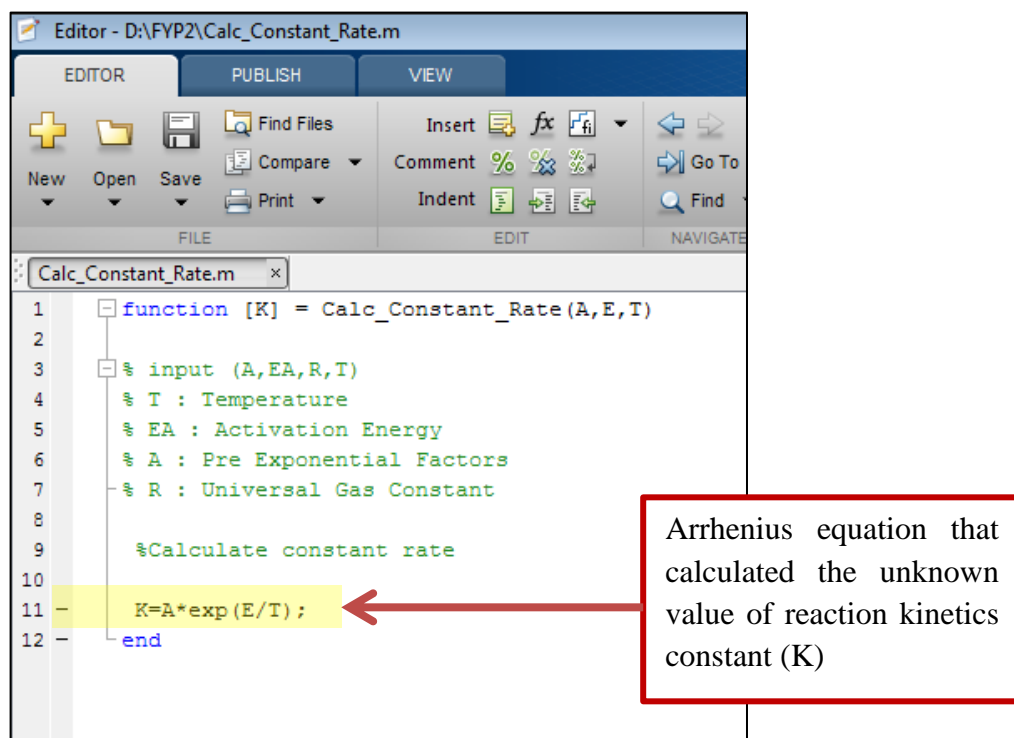 Editor - D:\FYP2\Calc_Constant_Rate.m
EDITOR PUBLISH VIEW
New Open Save Find Files Compare Print
Insert fx fi
Comment % %
Indent
Go To
Find
FILE EDIT NAVIGATE
Calc_Constant_Rate.m ×
1 function [K] = Calc_Constant_Rate(A,E,T)
2
3 % input (A,EA,R,T)
4 % T : Temperature
5 % EA : Activation Energy
6 % A : Pre Exponential Factors
7 % R : Universal Gas Constant
8
9 %Calculate constant rate
10
11 – K=A*exp(E/T);
12 – end
Arrhenius equation that
calculated the unknown
value of reaction kinetics
constant (K)